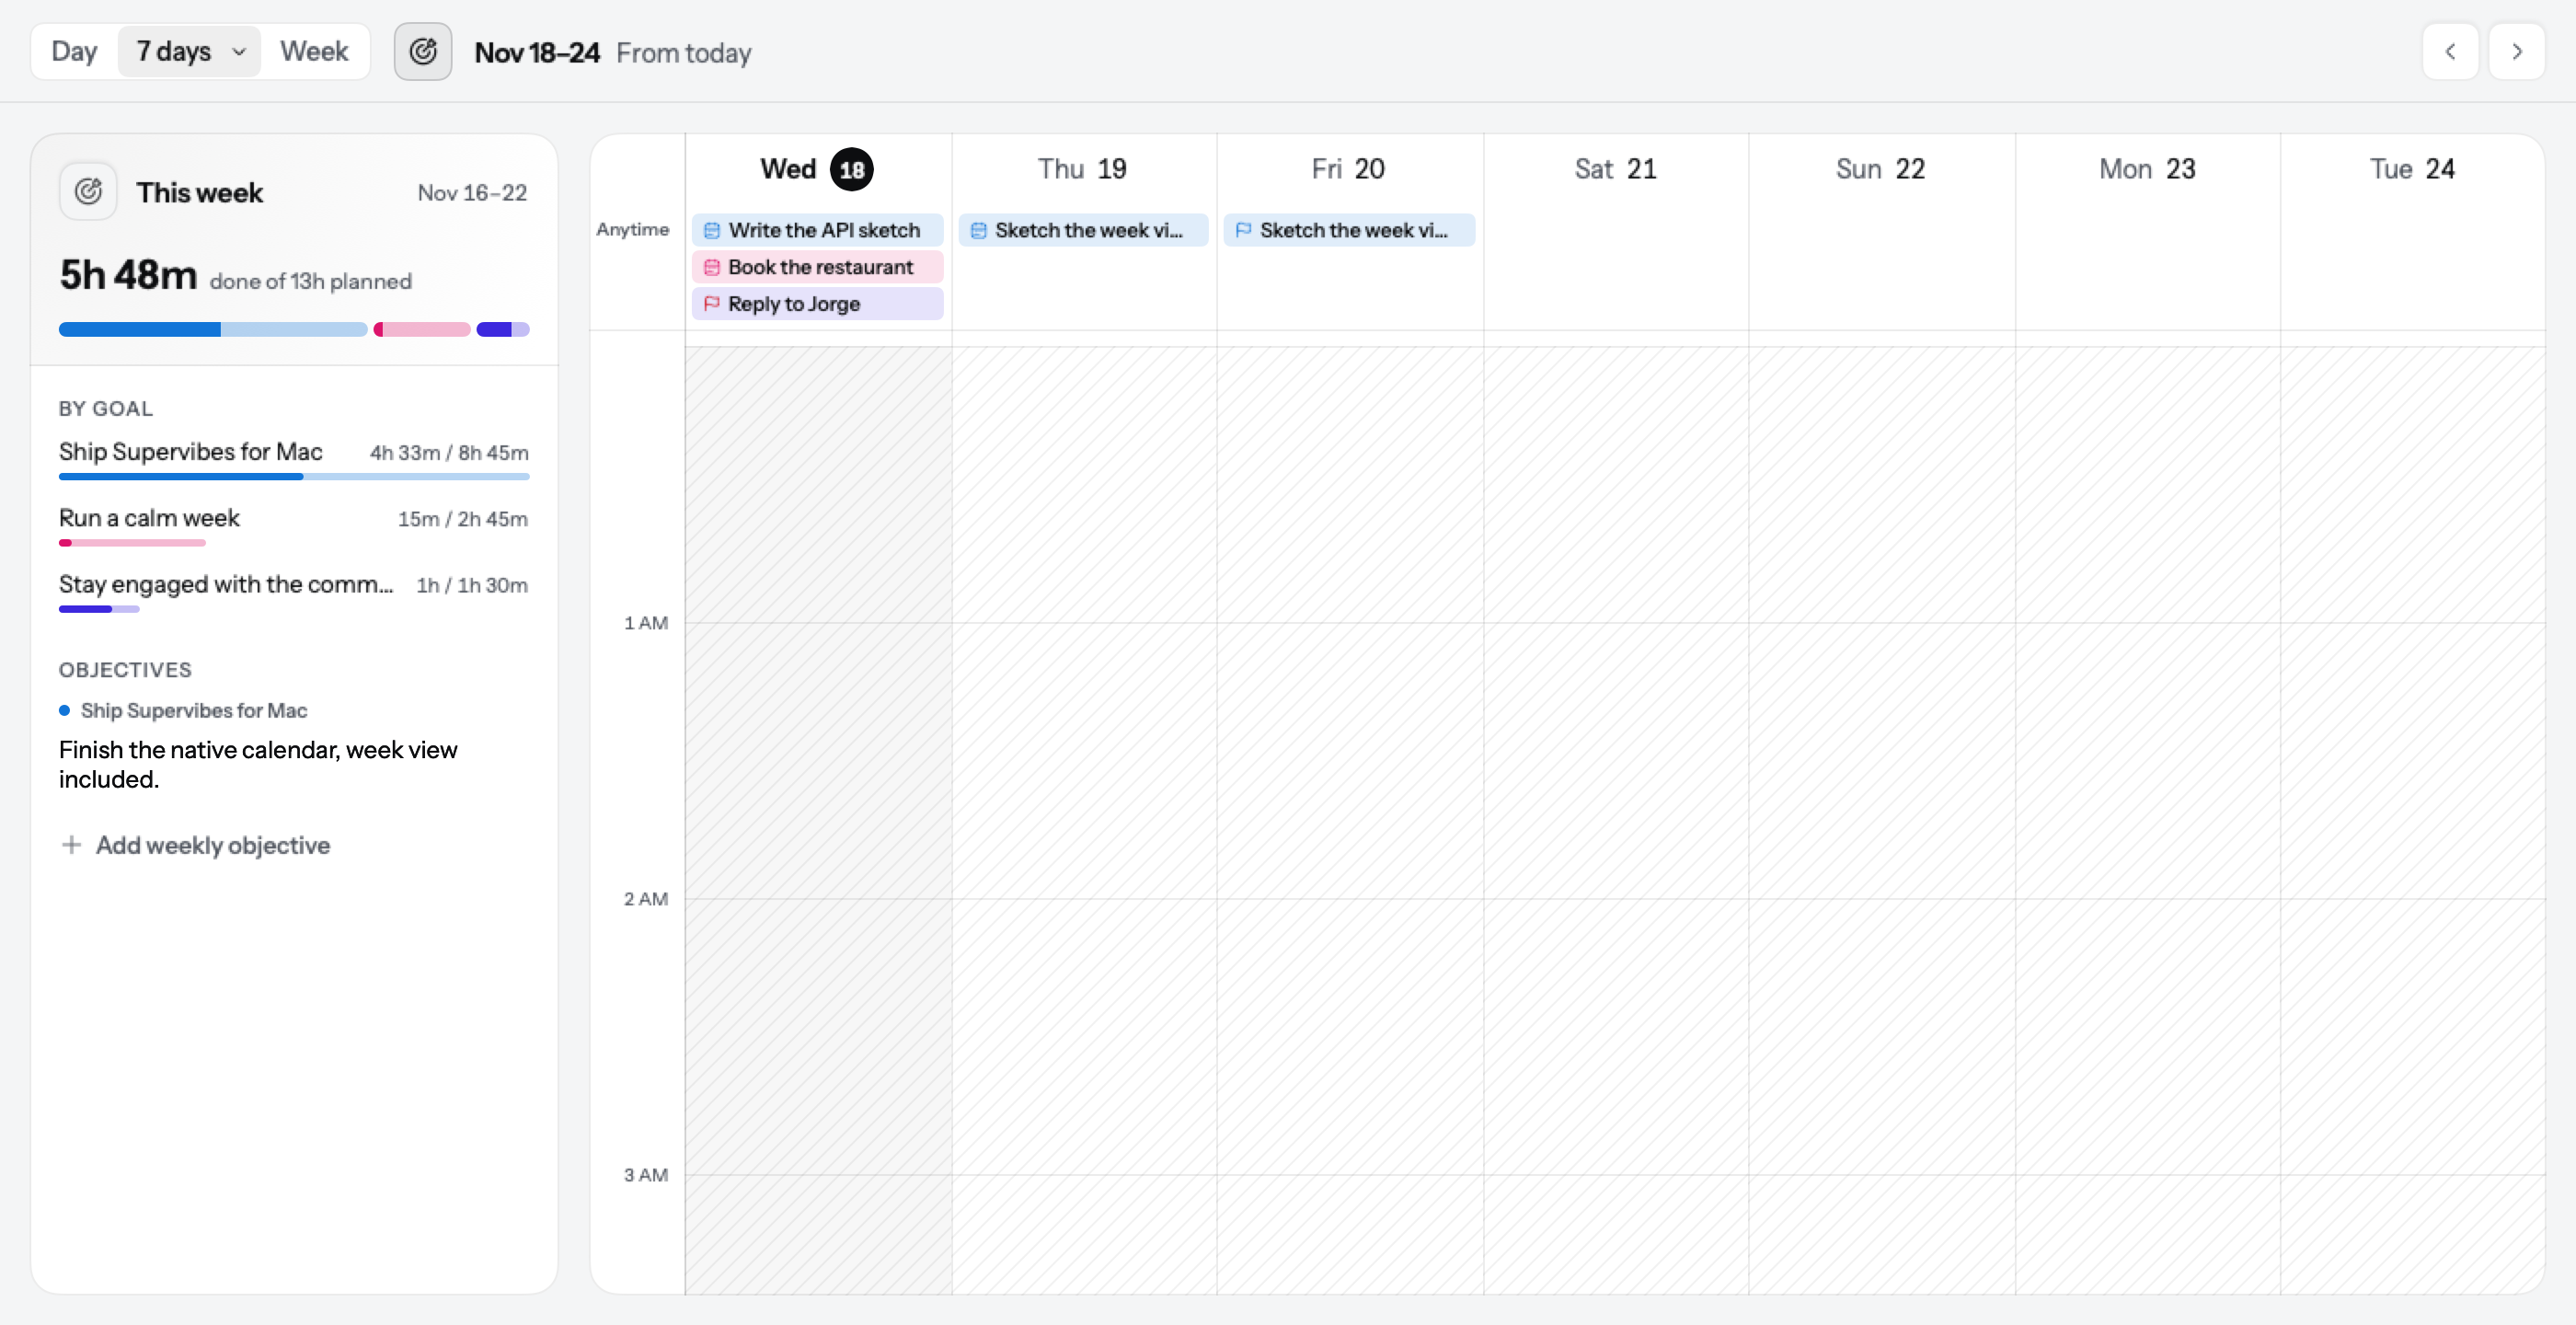 Day 7 days Week Nov 18–24 From today
This week Nov 16–22
5h 48m done of 13h planned
BY GOAL
Ship Supervibes for Mac 4h 33m / 8h 45m
Run a calm week 15m / 2h 45m
Stay engaged with the comm... 1h / 1h 30m
OBJECTIVES
Ship Supervibes for Mac
Finish the native calendar, week view
included.
+ Add weekly objective
Wed 18 Thu 19 Fri 20 Sat 21 Sun 22 Mon 23 Tue 24
Anytime Write the API sketch Sketch the week vi... Sketch the week vi...
Book the restaurant
Reply to Jorge
1 AM
2 AM
3 AM